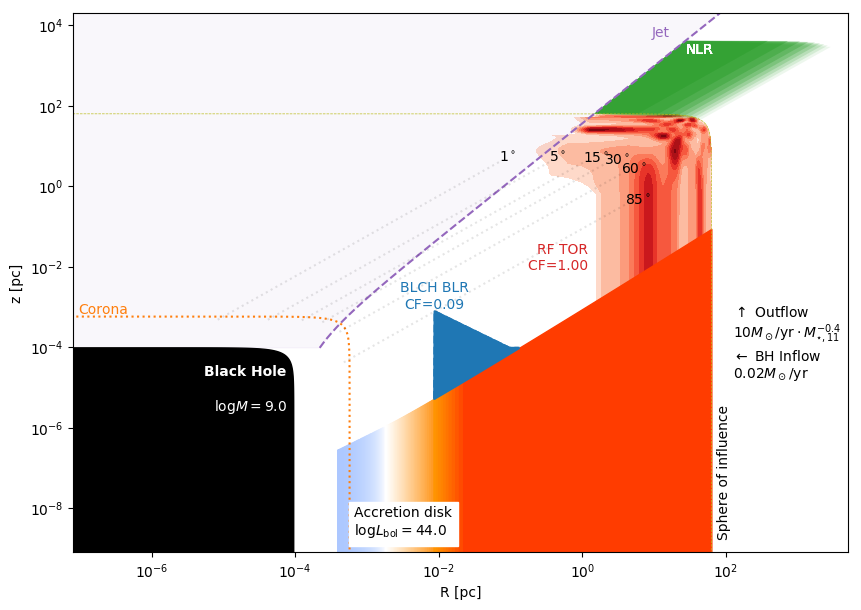 Jet
NLR
1°
5°
15°
30°
60°
85°
RF TOR
CF=1.00
BLCH BLR
CF=0.09
Corona
Black Hole
logM = 9.0
↑ Outflow
10M⊙/yr · M⋆,11^−0.4
← BH Inflow
0.02M⊙/yr
Accretion disk
logL_bol = 44.0
Sphere of influence
z [pc]
10^4
10^2
10^0
10^−2
10^−4
10^−6
10^−8
10^−6
10^−4
10^−2
10^0
10^2
R [pc]